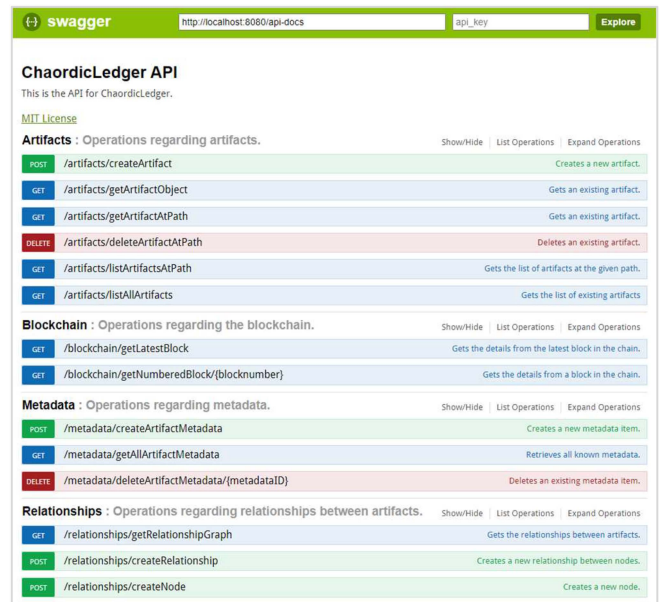 {···} swagger http://localhost:8080/api-docs api_key Explore
ChaordicLedger API
This is the API for ChaordicLedger.
MIT License
Artifacts : Operations regarding artifacts. Show/Hide | List Operations | Expand Operations
POST /artifacts/createArtifact Creates a new artifact.
GET /artifacts/getArtifactObject Gets an existing artifact.
GET /artifacts/getArtifactAtPath Gets an existing artifact.
DELETE /artifacts/deleteArtifactAtPath Deletes an existing artifact.
GET /artifacts/listArtifactsAtPath Gets the list of artifacts at the given path.
GET /artifacts/listAllArtifacts Gets the list of existing artifacts
Blockchain : Operations regarding the blockchain. Show/Hide | List Operations | Expand Operations
GET /blockchain/getLatestBlock Gets the details from the latest block in the chain.
GET /blockchain/getNumberedBlock/{blocknumber} Gets the details from a block in the chain.
Metadata : Operations regarding metadata. Show/Hide | List Operations | Expand Operations
POST /metadata/createArtifactMetadata Creates a new metadata item.
GET /metadata/getAllArtifactMetadata Retrieves all known metadata.
DELETE /metadata/deleteArtifactMetadata/{metadataID} Deletes an existing metadata item.
Relationships : Operations regarding relationships between artifacts. Show/Hide | List Operations | Expand Operations
GET /relationships/getRelationshipGraph Gets the relationships between artifacts.
POST /relationships/createRelationship Creates a new relationship between nodes.
POST /relationships/createNode Creates a new node.